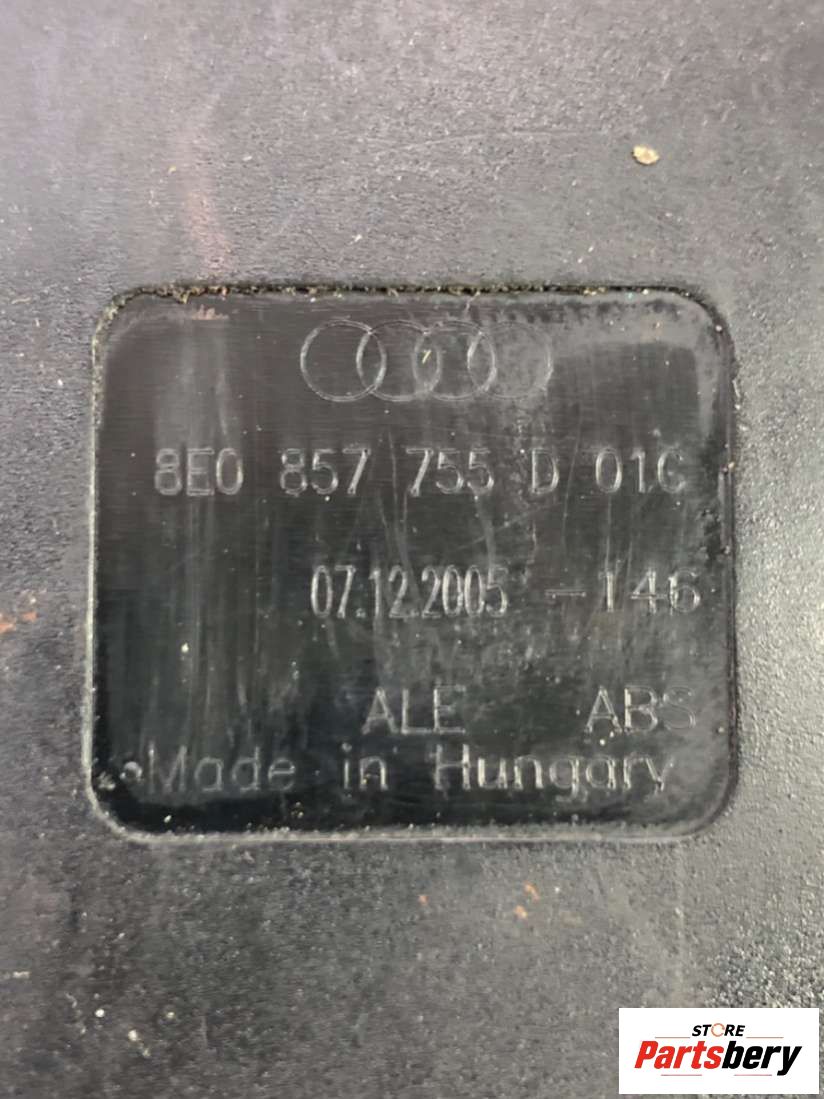 8E0 857 755 D 01C
07.12.2005 -146
ALE ABS
Made in Hungary
STORE
Partsbery